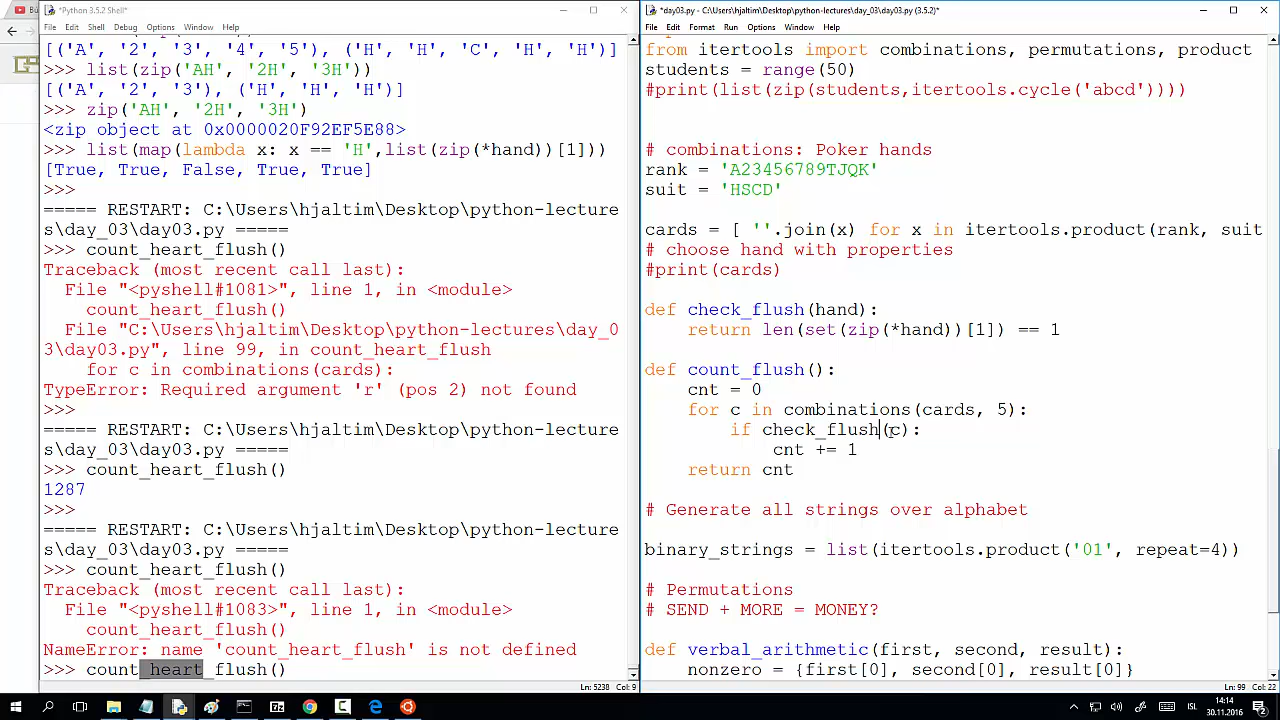 *Python 3.5.2 Shell*
File Edit Shell Debug Options Window Help
[('A', '2', '3', '4', '5'), ('H', 'H', 'C', 'H', 'H')]
>>> list(zip('AH', '2H', '3H'))
[('A', '2', '3'), ('H', 'H', 'H')]
>>> zip('AH', '2H', '3H')
<zip object at 0x0000020F92EF5E88>
>>> list(map(lambda x: x == 'H',list(zip(*hand))[1]))
[True, True, False, True, True]
>>>
===== RESTART: C:\Users\hjaltim\Desktop\python-lecture
s\day_03\day03.py =====
>>> count_heart_flush()
Traceback (most recent call last):
File "<pyshell#1081>", line 1, in <module>
count_heart_flush()
File "C:\Users\hjaltim\Desktop\python-lectures\day_0
3\day03.py", line 99, in count_heart_flush
for c in combinations(cards):
TypeError: Required argument 'r' (pos 2) not found
>>>
===== RESTART: C:\Users\hjaltim\Desktop\python-lecture
s\day_03\day03.py =====
>>> count_heart_flush()
1287
>>>
===== RESTART: C:\Users\hjaltim\Desktop\python-lecture
s\day_03\day03.py =====
>>> count_heart_flush()
Traceback (most recent call last):
File "<pyshell#1083>", line 1, in <module>
count_heart_flush()
NameError: name 'count_heart_flush' is not defined
>>> count_heart_flush()
Ln: 5238 Col: 9
*day03.py - C:\Users\hjaltim\Desktop\python-lectures\day_03\day03.py (3.5.2)*
File Edit Format Run Options Window Help
from itertools import combinations, permutations, product
students = range(50)
#print(list(zip(students,itertools.cycle('abcd'))))
# combinations: Poker hands
rank = 'A23456789TJQK'
suit = 'HSCD'
cards = [ ''.join(x) for x in itertools.product(rank, suit
# choose hand with properties
#print(cards)
def check_flush(hand):
return len(set(zip(*hand))[1]) == 1
def count_flush():
cnt = 0
for c in combinations(cards, 5):
if check_flush(c):
cnt += 1
return cnt
# Generate all strings over alphabet
binary_strings = list(itertools.product('01', repeat=4))
# Permutations
# SEND + MORE = MONEY?
def verbal_arithmetic(first, second, result):
nonzero = {first[0], second[0], result[0]}
Ln: 99 Col: 22
ISL
14:14
30.11.2016